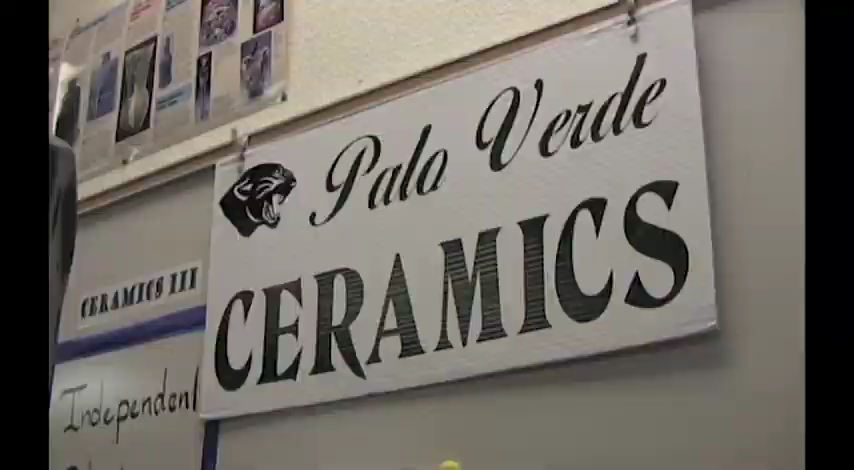 Palo Verde
CERAMICS
CERAMICS III
Independent